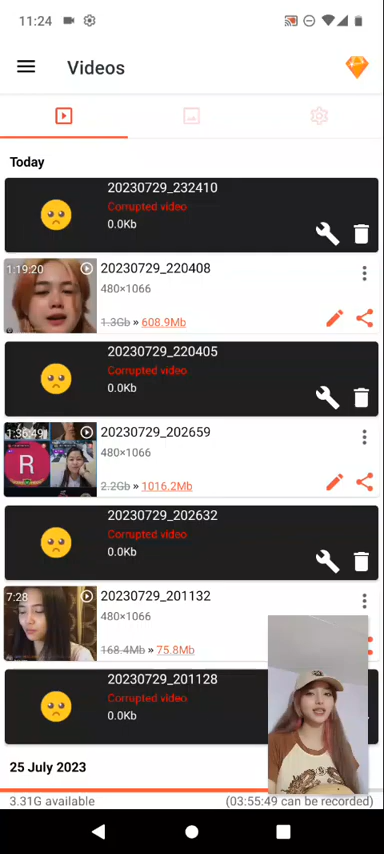 11:24
Videos
Today
20230729_232410
Corrupted video
0.0Kb
1:19:20
20230729_220408
480×1066
1.3Gb » 608.9Mb
20230729_220405
Corrupted video
0.0Kb
1:36:49
20230729_202659
480×1066
R
2.2Gb » 1016.2Mb
20230729_202632
Corrupted video
0.0Kb
7:28
20230729_201132
480×1066
168.4Mb » 75.8Mb
20230729_201128
Corrupted video
0.0Kb
25 July 2023
3.31G available
(03:55:49 can be recorded)